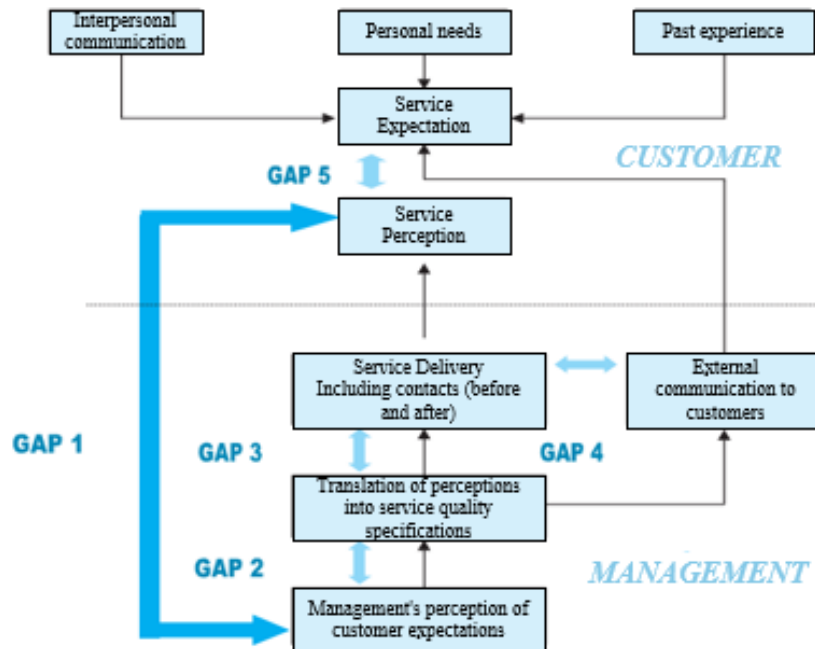 Interpersonal
communication
Personal needs
Past experience
Service
Expectation
CUSTOMER
GAP 5
Service
Perception
Service Delivery
Including contacts (before
and after)
External
communication to
customers
GAP 1
GAP 3
GAP 4
Translation of perceptions
into service quality
specifications
GAP 2
MANAGEMENT
Management's perception of
customer expectations